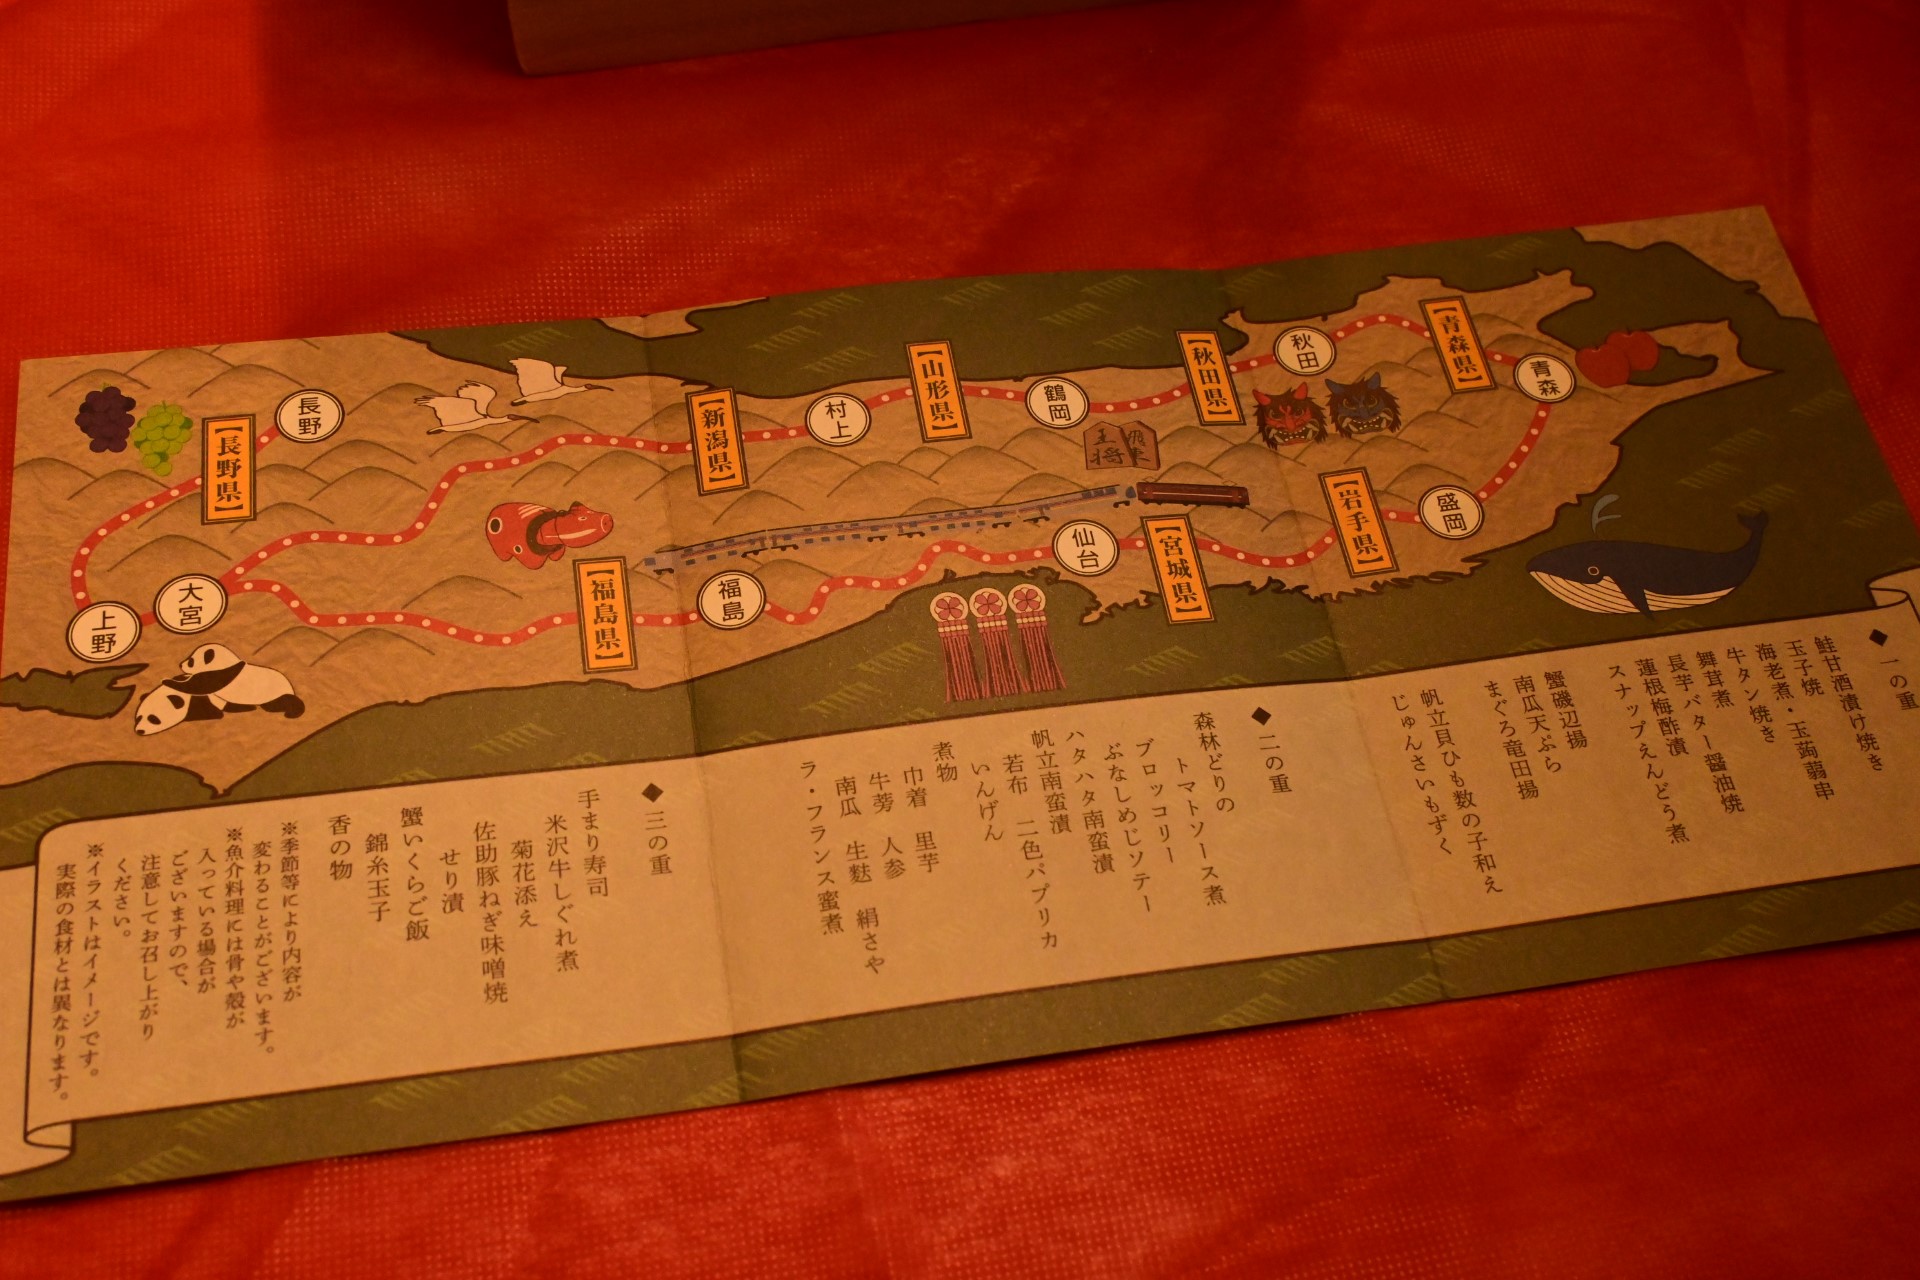 【長野県】
長野
上野
大宮
【新潟県】
村上
【山形県】
鶴岡
【秋田県】
秋田
【青森県】
青森
盛岡
【岩手県】
【宮城県】
仙台
福島
【福島県】
王将
飛車
◆一の重
鮭甘酒漬け焼き
玉子焼
海老煮・玉蒟蒻串
牛タン焼き
舞茸煮
長芋バター醤油焼
蓮根梅酢漬
スナップえんどう煮
蟹磯辺揚
南瓜天ぷら
まぐろ竜田揚
帆立貝ひも数の子和え
じゅんさいもずく
◆二の重
森林どりの
トマトソース煮
ブロッコリー
ぶなしめじソテー
ハタハタ南蛮漬
帆立南蛮漬
若布 二色パプリカ
いんげん
煮物
巾着 里芋
牛蒡 人参
南瓜 生麩 絹さや
ラ・フランス蜜煮
◆三の重
手まり寿司
米沢牛しぐれ煮
菊花添え
佐助豚ねぎ味噌焼
せり漬
蟹いくらご飯
錦糸玉子
香の物
※季節等により内容が
変わることがございます。
※魚介料理には骨や殻が
入っている場合が
ございますので、
注意してお召し上がり
ください。
※イラストはイメージです。
実際の食材とは異なります。